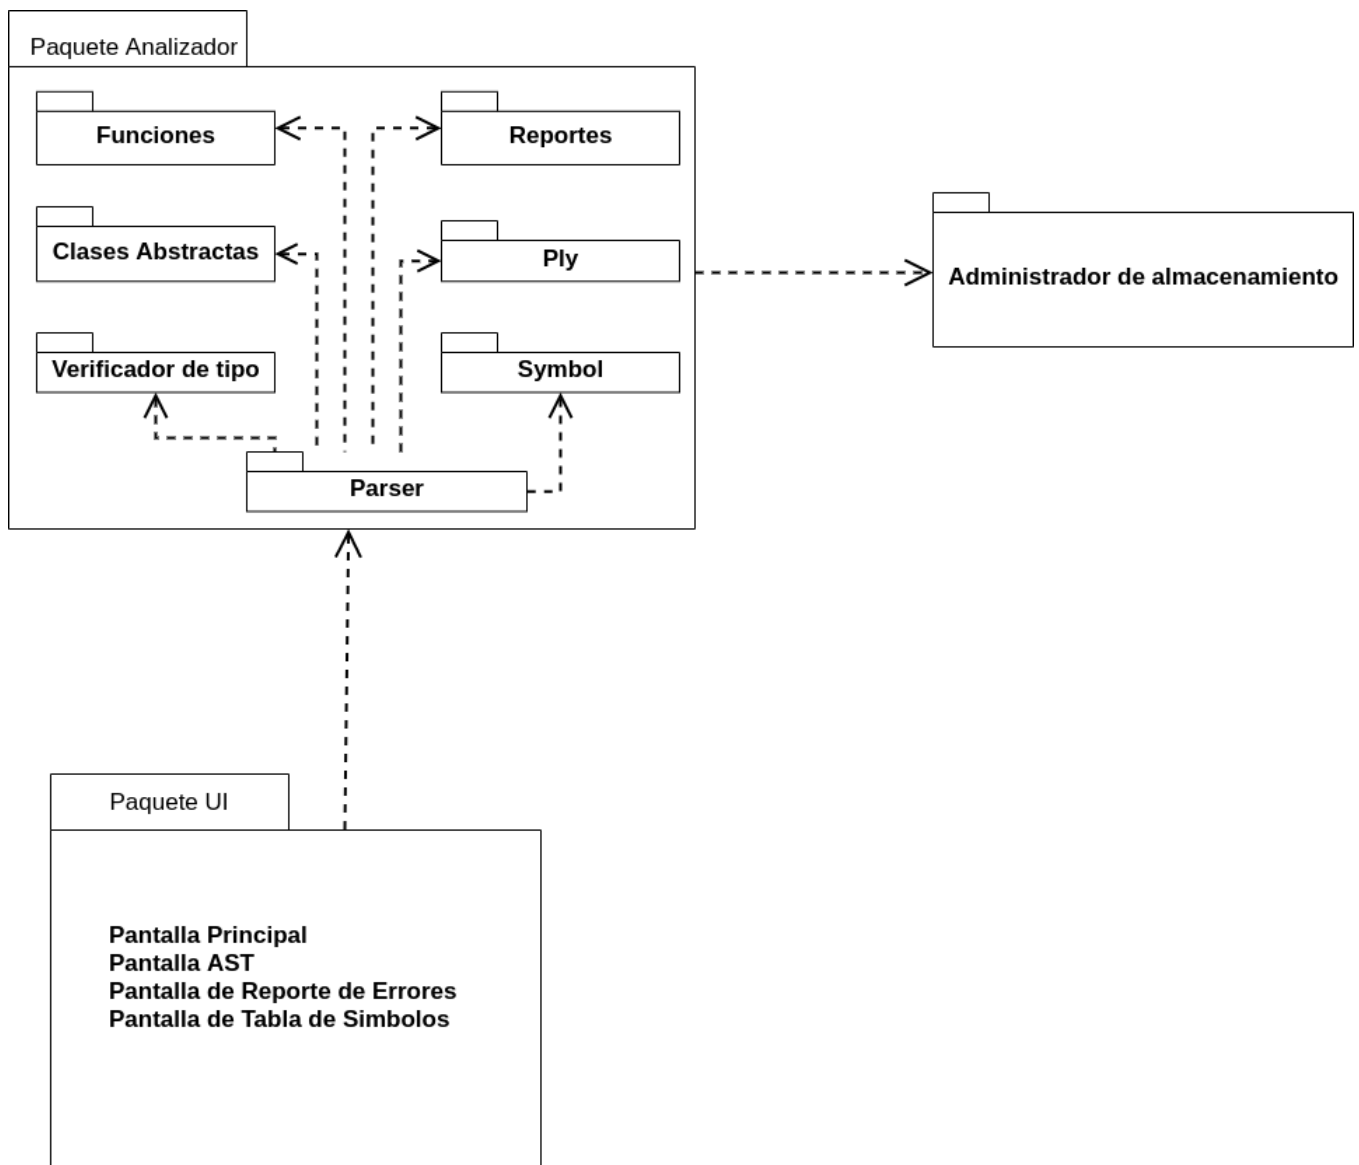 Paquete Analizador
Funciones
Reportes
Clases Abstractas
Ply
Administrador de almacenamiento
Verificador de tipo
Symbol
Parser
Paquete UI
Pantalla Principal
Pantalla AST
Pantalla de Reporte de Errores
Pantalla de Tabla de Simbolos